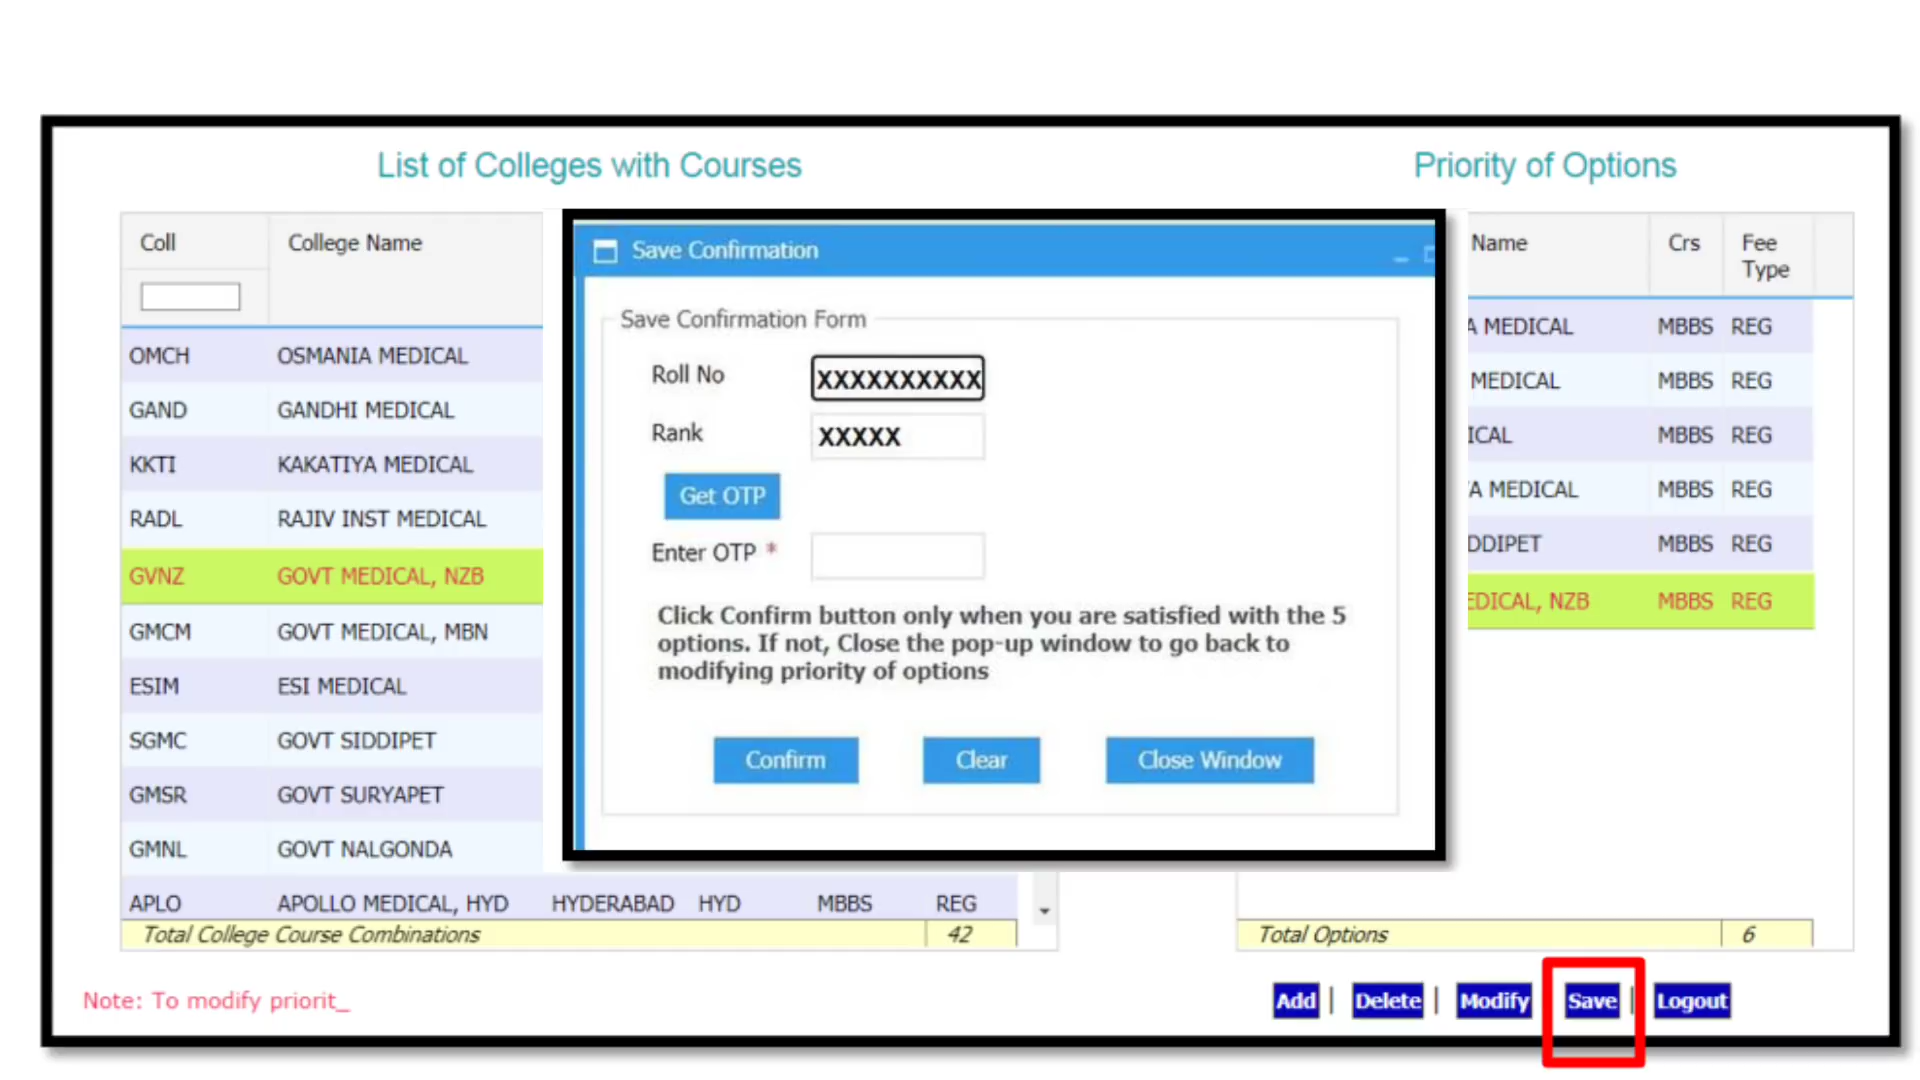 List of Colleges with Courses
Priority of Options
Coll College Name
OMCH OSMANIA MEDICAL
GAND GANDHI MEDICAL
KKTI KAKATIYA MEDICAL
RADL RAJIV INST MEDICAL
GVNZ GOVT MEDICAL, NZB
GMCM GOVT MEDICAL, MBN
ESIM ESI MEDICAL
SGMC GOVT SIDDIPET
GMSR GOVT SURYAPET
GMNL GOVT NALGONDA
APLO APOLLO MEDICAL, HYD HYDERABAD HYD MBBS REG
Total College Course Combinations 42
Save Confirmation
Save Confirmation Form
Roll No XXXXXXXXXX
Rank XXXXX
Get OTP
Enter OTP *
Click Confirm button only when you are satisfied with the 5
options. If not, Close the pop-up window to go back to
modifying priority of options
Confirm Clear Close Window
Name Crs Fee Type
A MEDICAL MBBS REG
MEDICAL MBBS REG
ICAL MBBS REG
A MEDICAL MBBS REG
DDIPET MBBS REG
EDICAL, NZB MBBS REG
Total Options 6
Note: To modify priorit_
Add | Delete | Modify Save | Logout